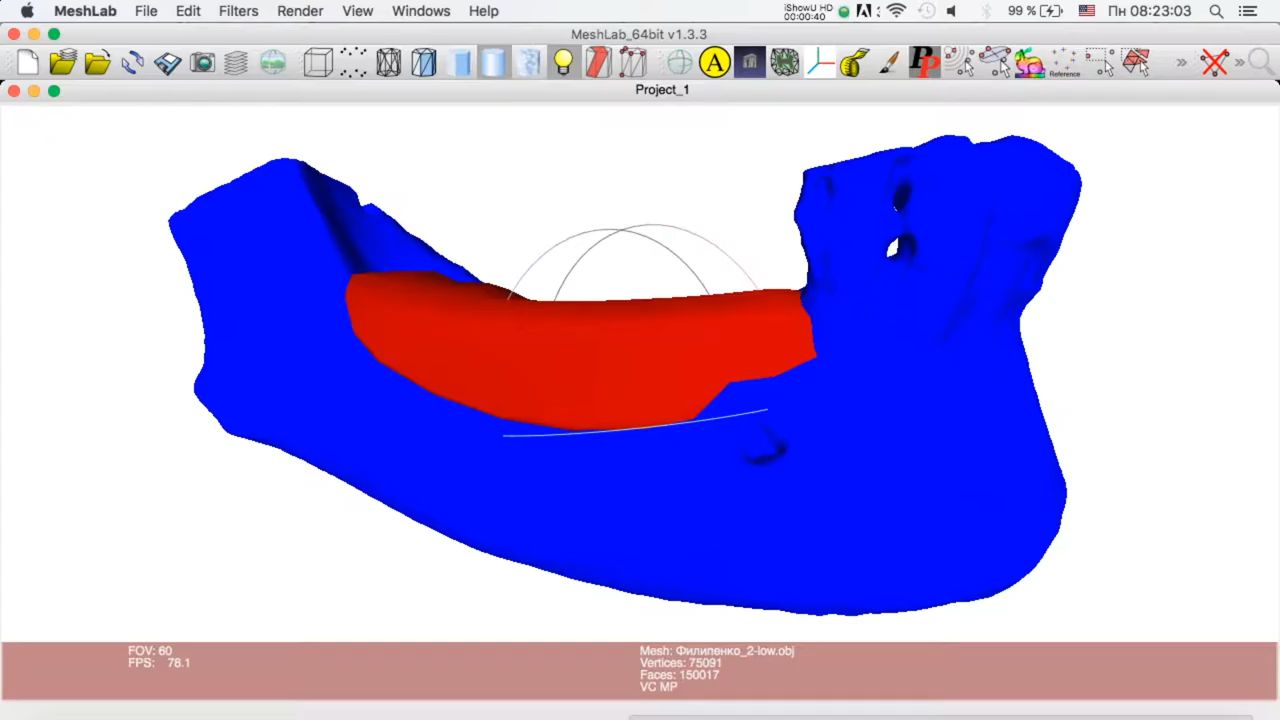 MeshLab File Edit Filters Render View Windows Help
iShowU HD
00:00:40
99 % Пн 08:23:03
MeshLab_64bit v1.3.3
A
PP
Reference
» »
Project_1
FOV: 60
FPS: 78.1
Mesh: Филипенко_2-low.obj
Vertices: 75091
Faces: 150017
VC MP